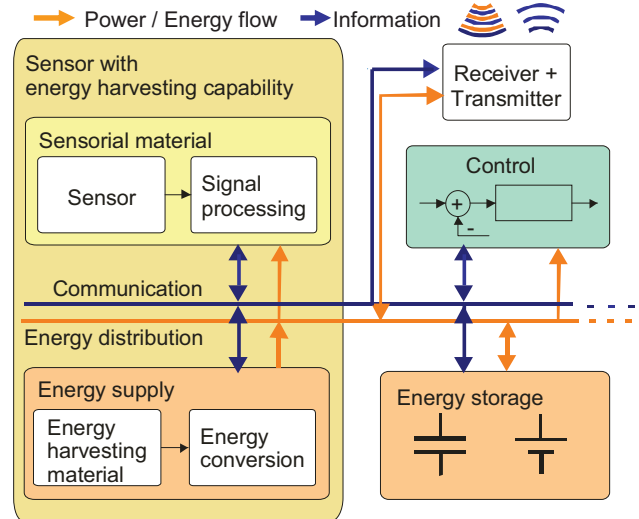 Power / Energy flow
Information
Sensor with
energy harvesting capability
Receiver +
Transmitter
Sensorial material
Sensor
Signal
processing
Control
+
-
Communication
Energy distribution
Energy supply
Energy
harvesting
material
Energy
conversion
Energy storage